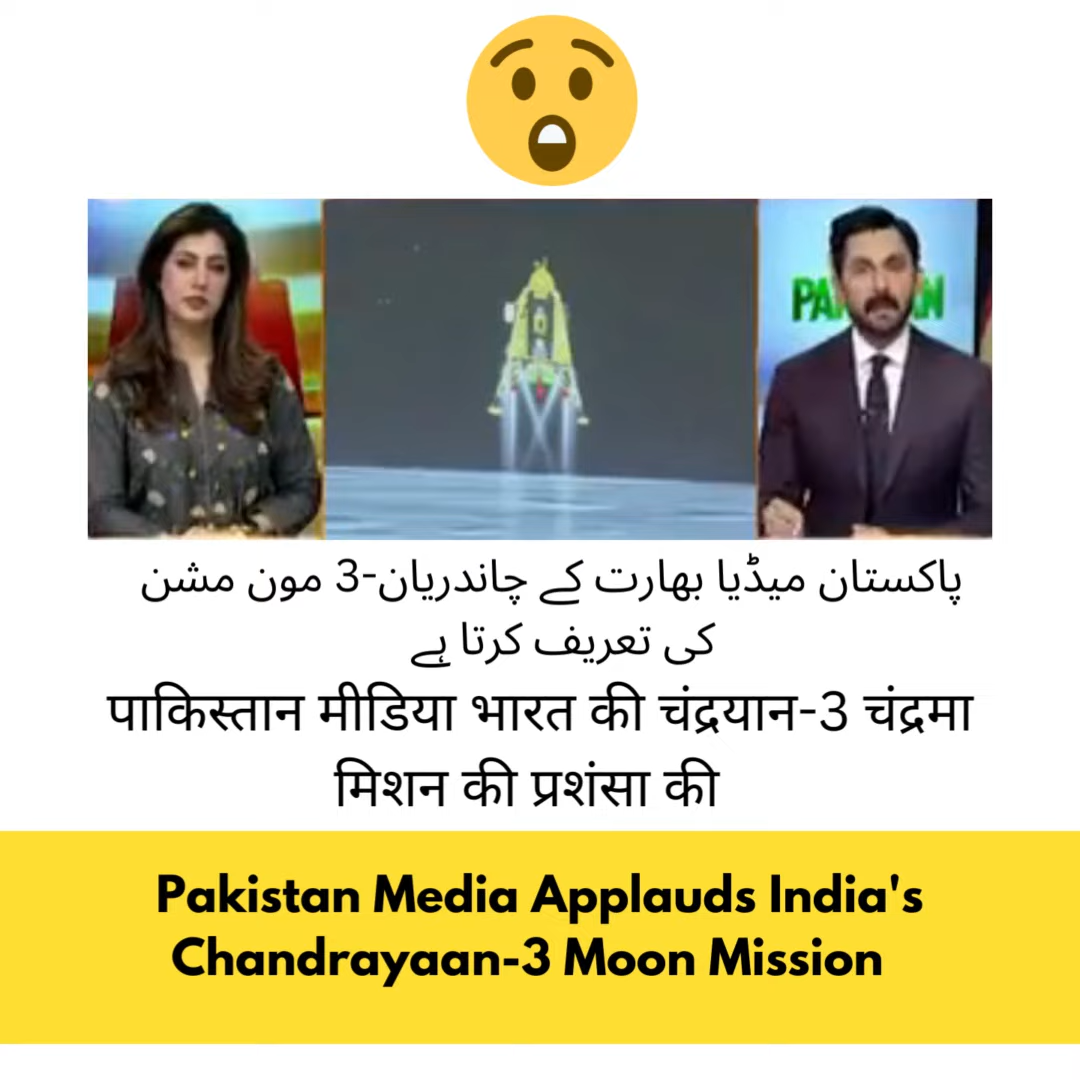 پاکستان میڈیا بھارت کے چاندریان-3 مون مشن
کی تعریف کرتا ہے
पाकिस्तान मीडिया भारत की चंद्रयान-3 चंद्रमा
मिशन की प्रशंसा की
Pakistan Media Applauds India's
Chandrayaan-3 Moon Mission